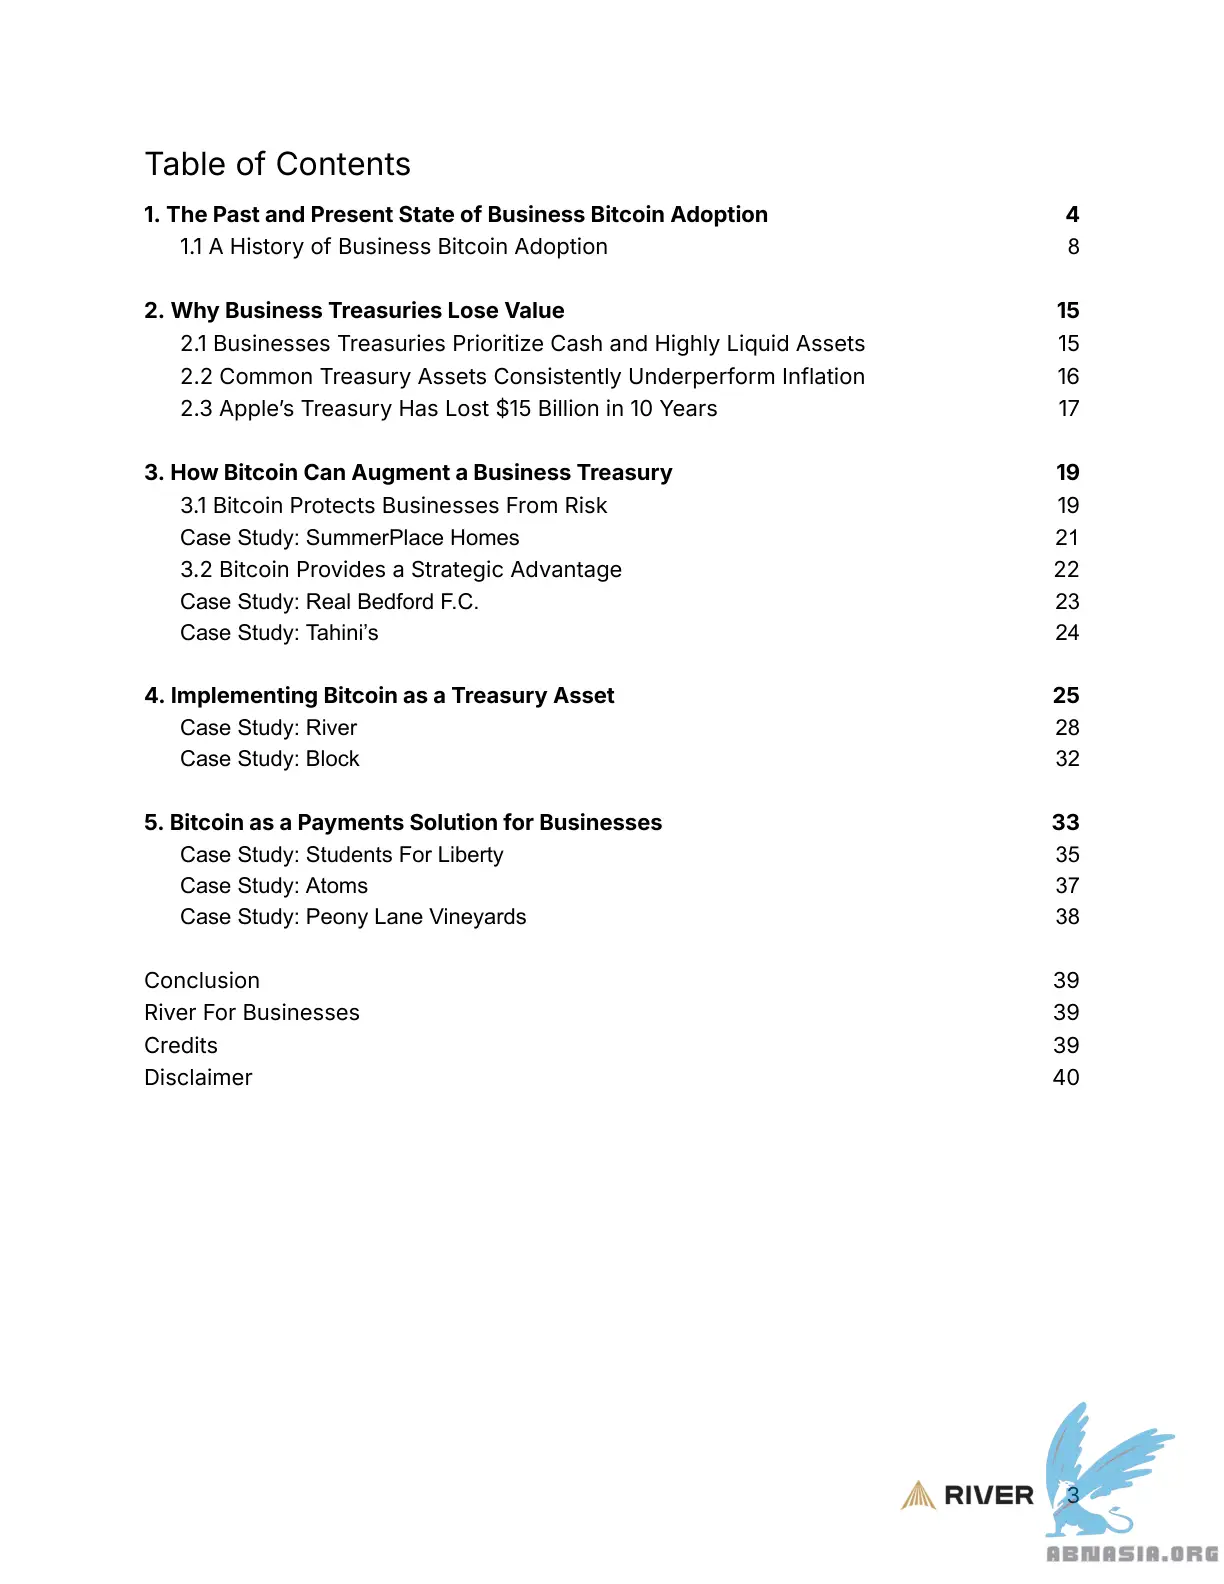 Table of Contents
1. The Past and Present State of Business Bitcoin Adoption 4
1.1 A History of Business Bitcoin Adoption 8
2. Why Business Treasuries Lose Value 15
2.1 Businesses Treasuries Prioritize Cash and Highly Liquid Assets 15
2.2 Common Treasury Assets Consistently Underperform Inflation 16
2.3 Apple’s Treasury Has Lost $15 Billion in 10 Years 17
3. How Bitcoin Can Augment a Business Treasury 19
3.1 Bitcoin Protects Businesses From Risk 19
Case Study: SummerPlace Homes 21
3.2 Bitcoin Provides a Strategic Advantage 22
Case Study: Real Bedford F.C. 23
Case Study: Tahini’s 24
4. Implementing Bitcoin as a Treasury Asset 25
Case Study: River 28
Case Study: Block 32
5. Bitcoin as a Payments Solution for Businesses 33
Case Study: Students For Liberty 35
Case Study: Atoms 37
Case Study: Peony Lane Vineyards 38
Conclusion 39
River For Businesses 39
Credits 39
Disclaimer 40
RIVER 3
ABNASIA.ORG